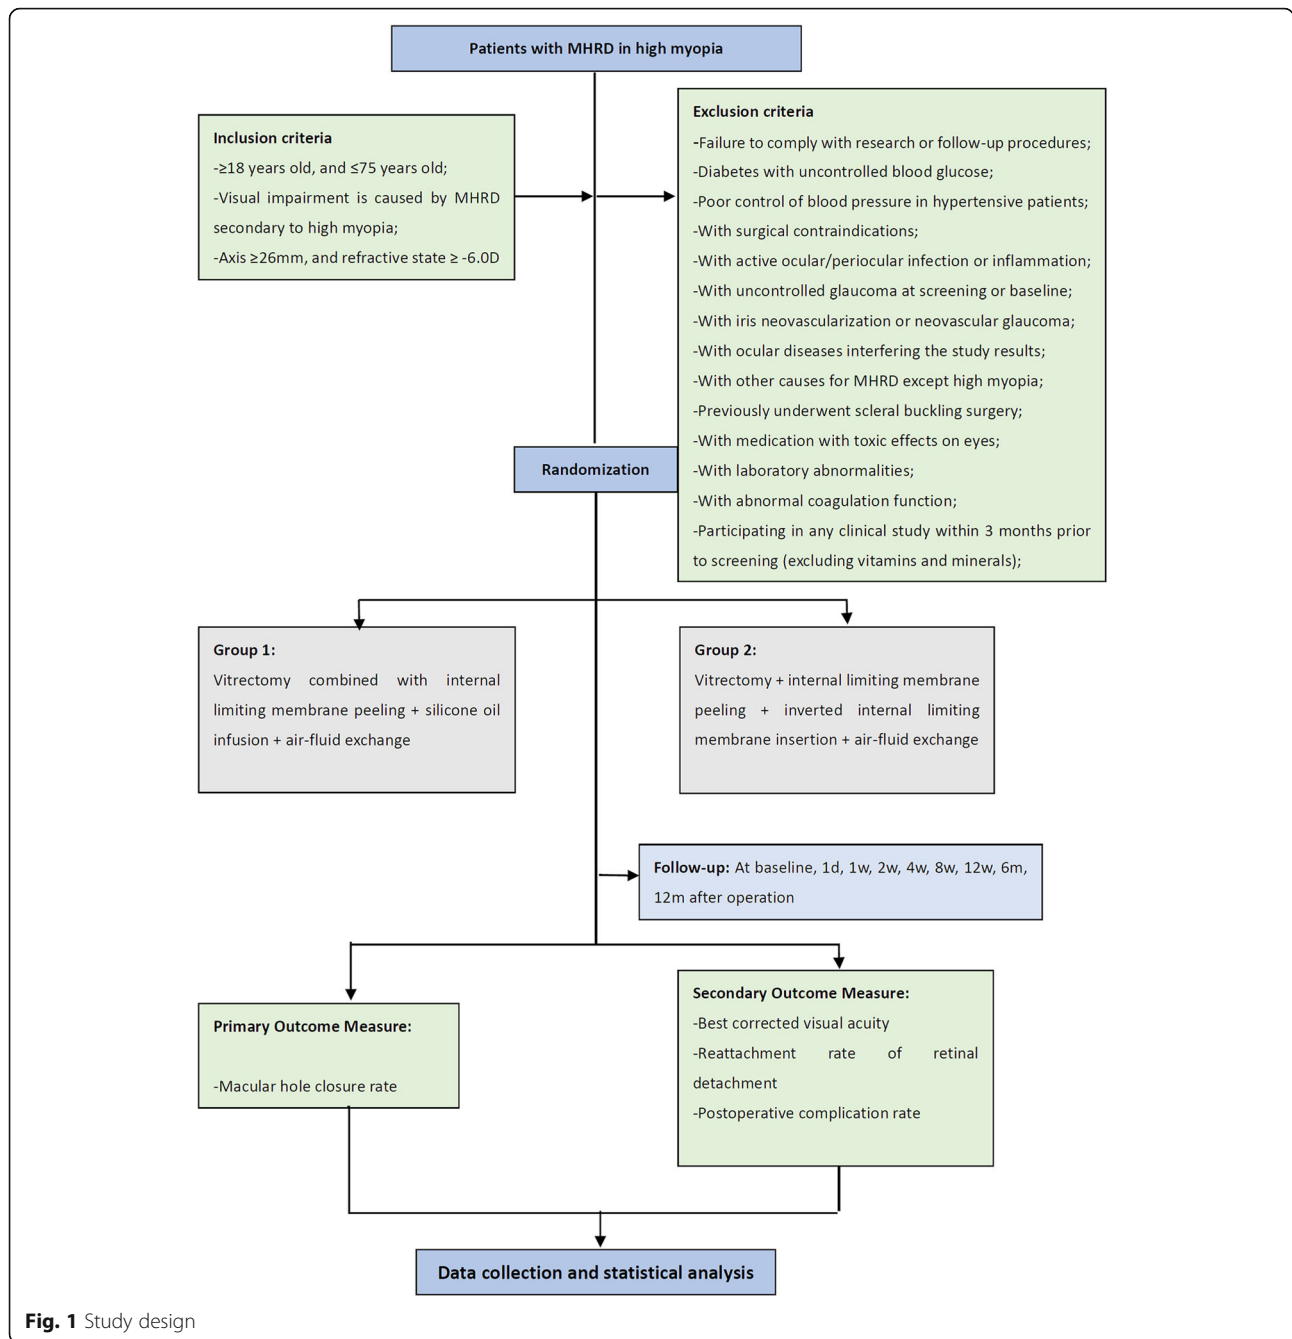 Patients with MHRD in high myopia
Inclusion criteria
-≥18 years old, and ≤75 years old;
-Visual impairment is caused by MHRD
secondary to high myopia;
-Axis ≥26mm, and refractive state ≥ -6.0D
Exclusion criteria
-Failure to comply with research or follow-up procedures;
-Diabetes with uncontrolled blood glucose;
-Poor control of blood pressure in hypertensive patients;
-With surgical contraindications;
-With active ocular/periocular infection or inflammation;
-With uncontrolled glaucoma at screening or baseline;
-With iris neovascularization or neovascular glaucoma;
-With ocular diseases interfering the study results;
-With other causes for MHRD except high myopia;
-Previously underwent scleral buckling surgery;
-With medication with toxic effects on eyes;
-With laboratory abnormalities;
-With abnormal coagulation function;
-Participating in any clinical study within 3 months prior
to screening (excluding vitamins and minerals);
Randomization
Group 1:
Vitrectomy combined with internal
limiting membrane peeling + silicone oil
infusion + air-fluid exchange
Group 2:
Vitrectomy + internal limiting membrane
peeling + inverted internal limiting
membrane insertion + air-fluid exchange
Follow-up: At baseline, 1d, 1w, 2w, 4w, 8w, 12w, 6m,
12m after operation
Primary Outcome Measure:
-Macular hole closure rate
Secondary Outcome Measure:
-Best corrected visual acuity
-Reattachment rate of retinal
detachment
-Postoperative complication rate
Data collection and statistical analysis
Fig. 1 Study design